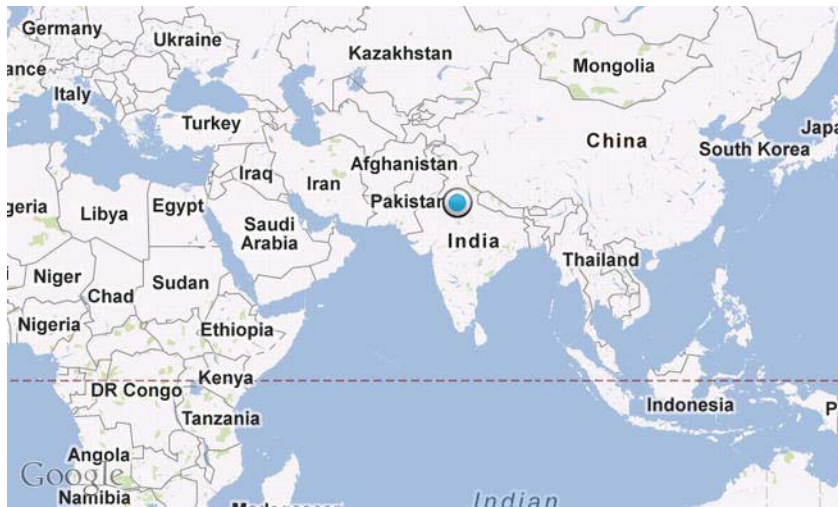 Germany
Ukraine
Kazakhstan
Mongolia
ance
Italy
Turkey
China
Japa
South Korea
Afghanistan
Iraq
Iran
Pakistan
geria
Libya
Egypt
Saudi
Arabia
India
Thailand
Niger
Chad
Sudan
Nigeria
Ethiopia
Kenya
DR Congo
Indonesia
P
Tanzania
Angola
Google
Namibia
Madagascar
Indian